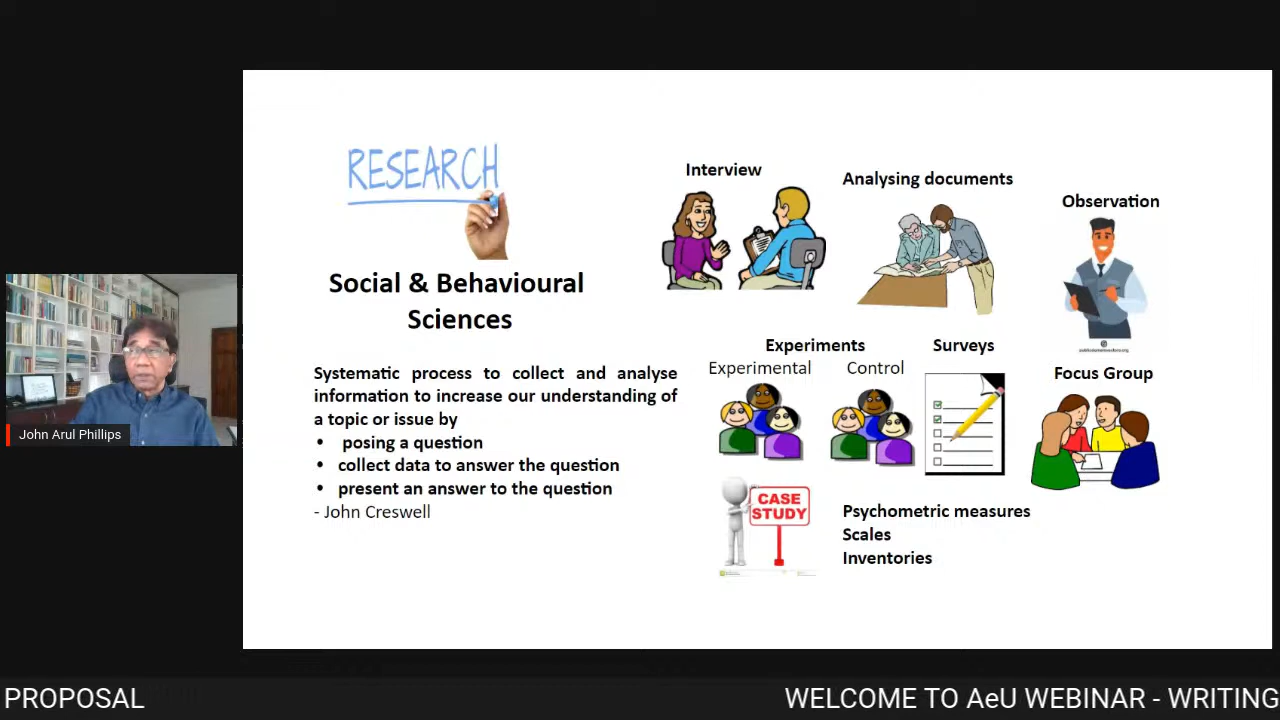 RESEARCH
Social & Behavioural
Sciences
Systematic process to collect and analyse
information to increase our understanding of
a topic or issue by
• posing a question
• collect data to answer the question
• present an answer to the question
- John Creswell
Interview
Analysing documents
Observation
Experiments
Experimental Control
Surveys
Focus Group
CASE
STUDY
Psychometric measures
Scales
Inventories
John Arul Phillips
PROPOSAL
WELCOME TO AeU WEBINAR - WRITING